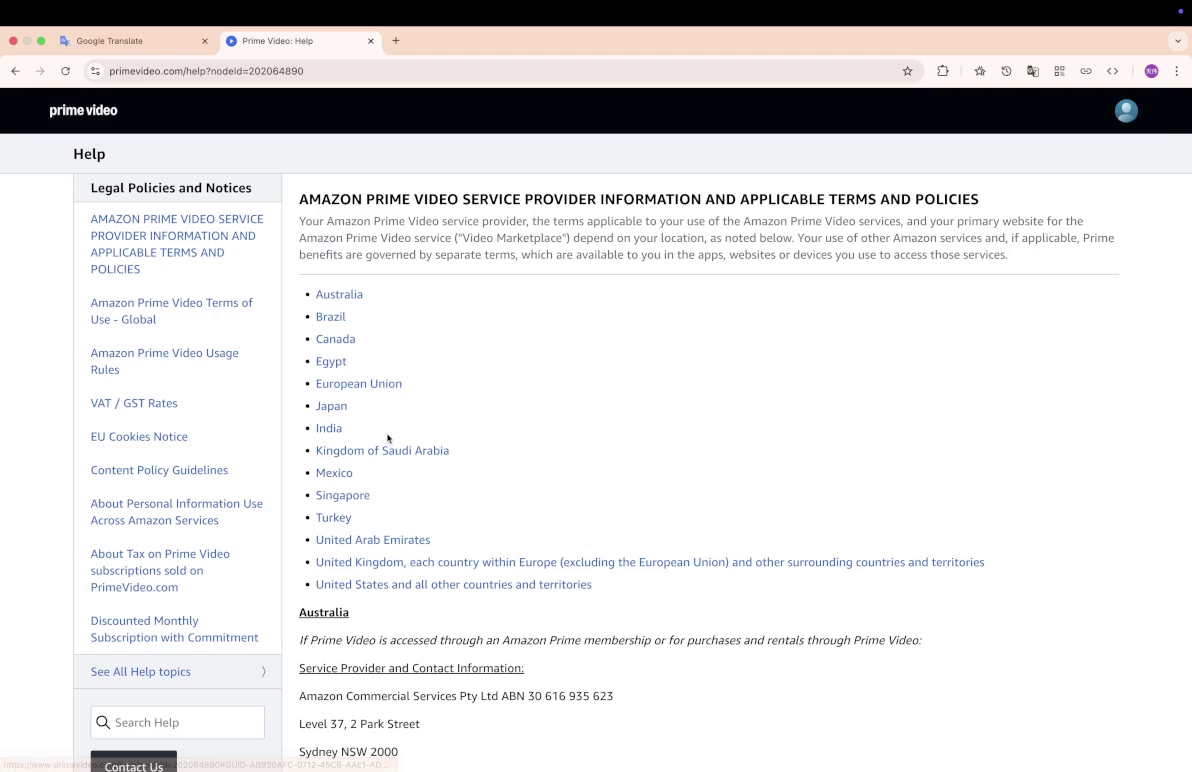 Google Translate
Prime Video: Help
primevideo.com/help?nodeId=202064890
prime video
Help
Legal Policies and Notices
AMAZON PRIME VIDEO SERVICE
PROVIDER INFORMATION AND
APPLICABLE TERMS AND
POLICIES
Amazon Prime Video Terms of
Use - Global
Amazon Prime Video Usage
Rules
VAT / GST Rates
EU Cookies Notice
Content Policy Guidelines
About Personal Information Use
Across Amazon Services
About Tax on Prime Video
subscriptions sold on
PrimeVideo.com
Discounted Monthly
Subscription with Commitment
See All Help topics
Search Help
Contact Us
AMAZON PRIME VIDEO SERVICE PROVIDER INFORMATION AND APPLICABLE TERMS AND POLICIES
Your Amazon Prime Video service provider, the terms applicable to your use of the Amazon Prime Video services, and your primary website for the
Amazon Prime Video service ("Video Marketplace") depend on your location, as noted below. Your use of other Amazon services and, if applicable, Prime
benefits are governed by separate terms, which are available to you in the apps, websites or devices you use to access those services.
• Australia
• Brazil
• Canada
• Egypt
• European Union
• Japan
• India
• Kingdom of Saudi Arabia
• Mexico
• Singapore
• Turkey
• United Arab Emirates
• United Kingdom, each country within Europe (excluding the European Union) and other surrounding countries and territories
• United States and all other countries and territories
Australia
If Prime Video is accessed through an Amazon Prime membership or for purchases and rentals through Prime Video:
Service Provider and Contact Information:
Amazon Commercial Services Pty Ltd ABN 30 616 935 623
Level 37, 2 Park Street
Sydney NSW 2000